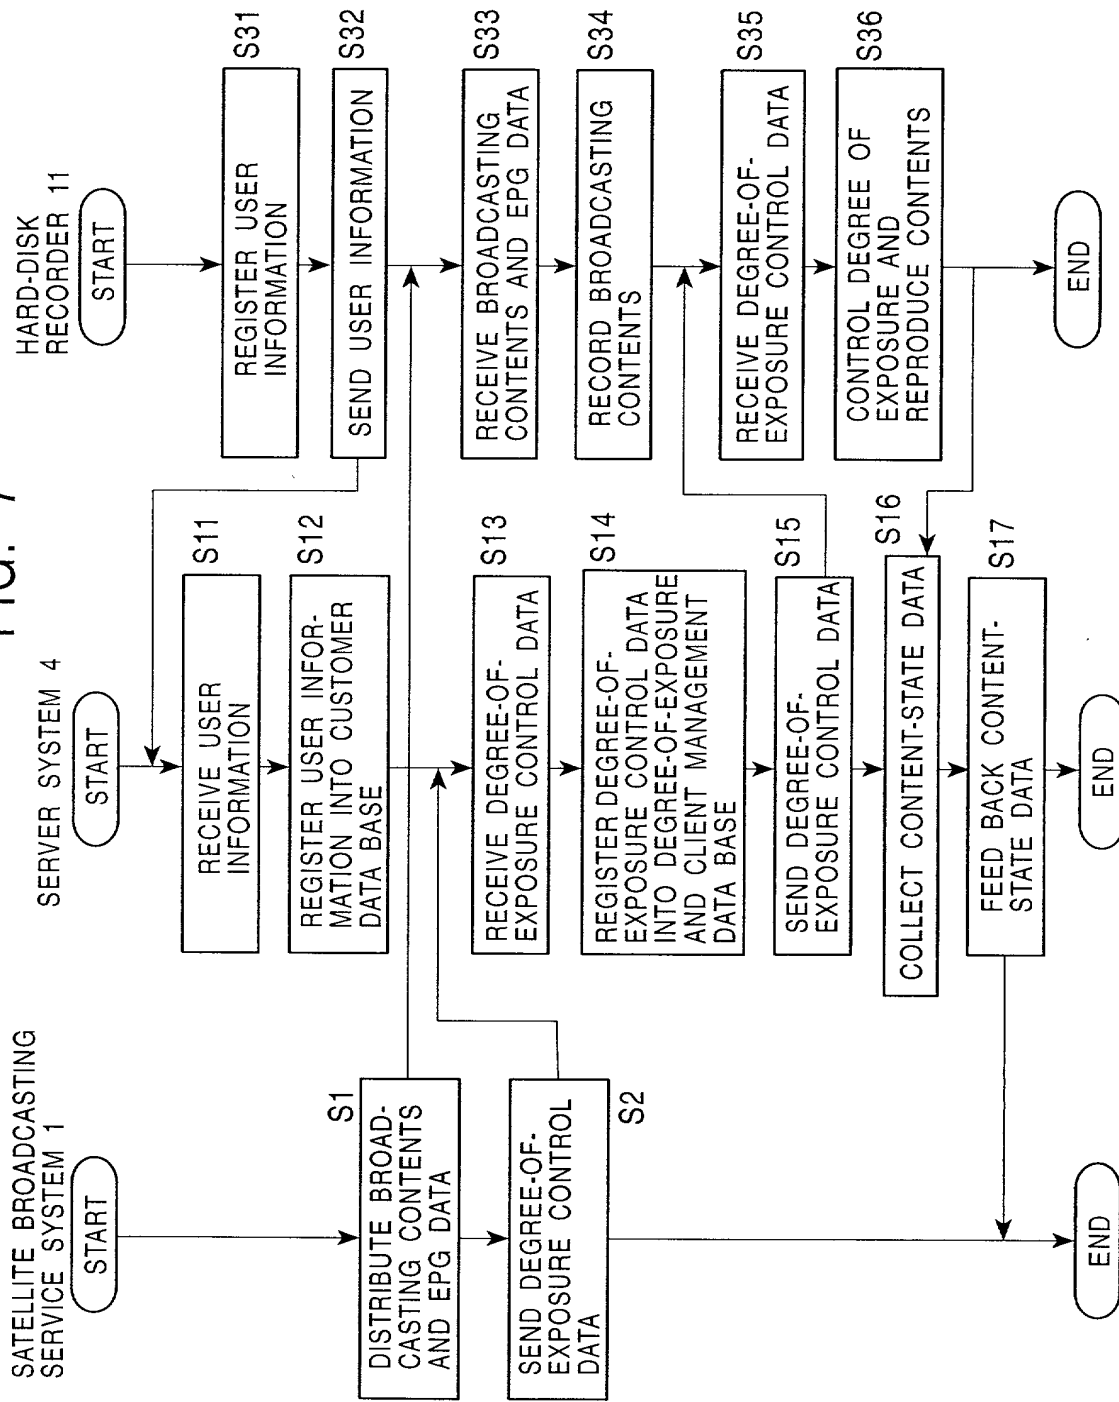 FIG. 7
SATELLITE BROADCASTING
SERVICE SYSTEM 1
START
DISTRIBUTE BROAD-
CASTING CONTENTS
AND EPG DATA
S1
SEND DEGREE-OF-
EXPOSURE CONTROL
DATA
S2
END
SERVER SYSTEM 4
START
RECEIVE USER
INFORMATION
S11
REGISTER USER INFOR-
MATION INTO CUSTOMER
DATA BASE
S12
RECEIVE DEGREE-OF-
EXPOSURE CONTROL DATA
S13
REGISTER DEGREE-OF-
EXPOSURE CONTROL DATA
INTO DEGREE-OF-EXPOSURE
AND CLIENT MANAGEMENT
DATA BASE
S14
SEND DEGREE-OF-
EXPOSURE CONTROL DATA
S15
COLLECT CONTENT-STATE DATA
S16
FEED BACK CONTENT-
STATE DATA
S17
END
HARD-DISK
RECORDER 11
START
REGISTER USER
INFORMATION
S31
SEND USER INFORMATION
S32
RECEIVE BROADCASTING
CONTENTS AND EPG DATA
S33
RECORD BROADCASTING
CONTENTS
S34
RECEIVE DEGREE-OF-
EXPOSURE CONTROL DATA
S35
CONTROL DEGREE OF
EXPOSURE AND
REPRODUCE CONTENTS
S36
END